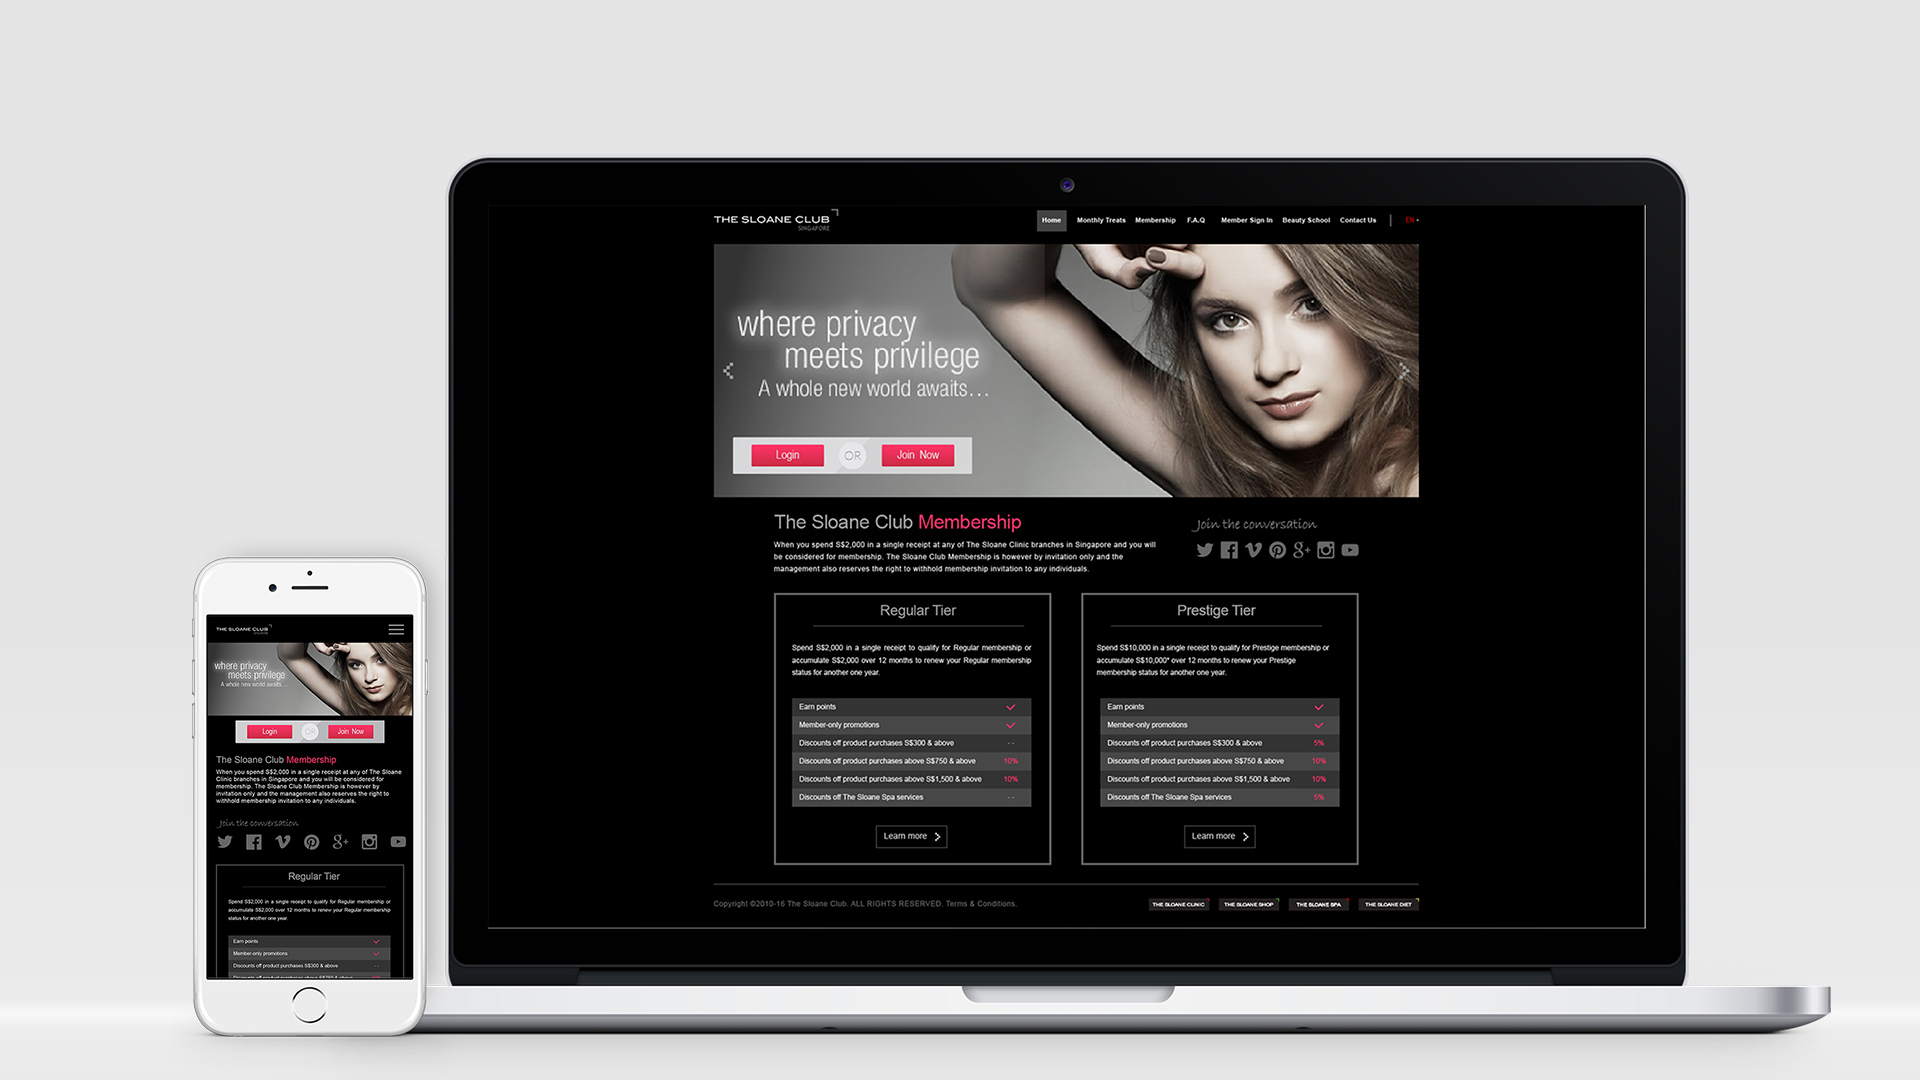 THE SLOANE CLUB
SINGAPORE
Home Monthly Treats Membership F.A.Q Member Sign In Beauty School Contact Us | EN
where privacy
meets privilege
A whole new world awaits...
Login OR Join Now
The Sloane Club Membership
When you spend S$2,000 in a single receipt at any of The Sloane Clinic branches in Singapore and you will
be considered for membership. The Sloane Club Membership is however by invitation only and the
management also reserves the right to withhold membership invitation to any individuals.
Join the conversation
Regular Tier
Spend S$2,000 in a single receipt to qualify for Regular membership or
accumulate S$2,000 over 12 months to renew your Regular membership
status for another one year.
Earn points
Member-only promotions
Discounts off product purchases S$300 & above - -
Discounts off product purchases above S$750 & above 10%
Discounts off product purchases above S$1,500 & above 10%
Discounts off The Sloane Spa services - -
Learn more
Prestige Tier
Spend S$10,000 in a single receipt to qualify for Prestige membership or
accumulate S$10,000* over 12 months to renew your Prestige
membership status for another one year.
Earn points
Member-only promotions
Discounts off product purchases S$300 & above 5%
Discounts off product purchases above S$750 & above 10%
Discounts off product purchases above S$1,500 & above 10%
Discounts off The Sloane Spa services 5%
Learn more
Copyright ©2010-16 The Sloane Club. ALL RIGHTS RESERVED. Terms & Conditions.
THE SLOANE CLINIC THE SLOANE SHOP THE SLOANE SPA THE SLOANE DIET
THE SLOANE CLUB
where privacy
meets privilege
A whole new world awaits...
Login OR Join Now
The Sloane Club Membership
When you spend S$2,000 in a single receipt at any of The Sloane
Clinic branches in Singapore and you will be considered for
membership. The Sloane Club Membership is however by
invitation only and the management also reserves the right to
withhold membership invitation to any individuals.
Join the conversation
Regular Tier
Spend S$2,000 in a single receipt to qualify for Regular membership or
accumulate S$2,000 over 12 months to renew your Regular membership
status for another one year.
Earn points
Member-only promotions
Discounts off product purchases S$300 & above - -